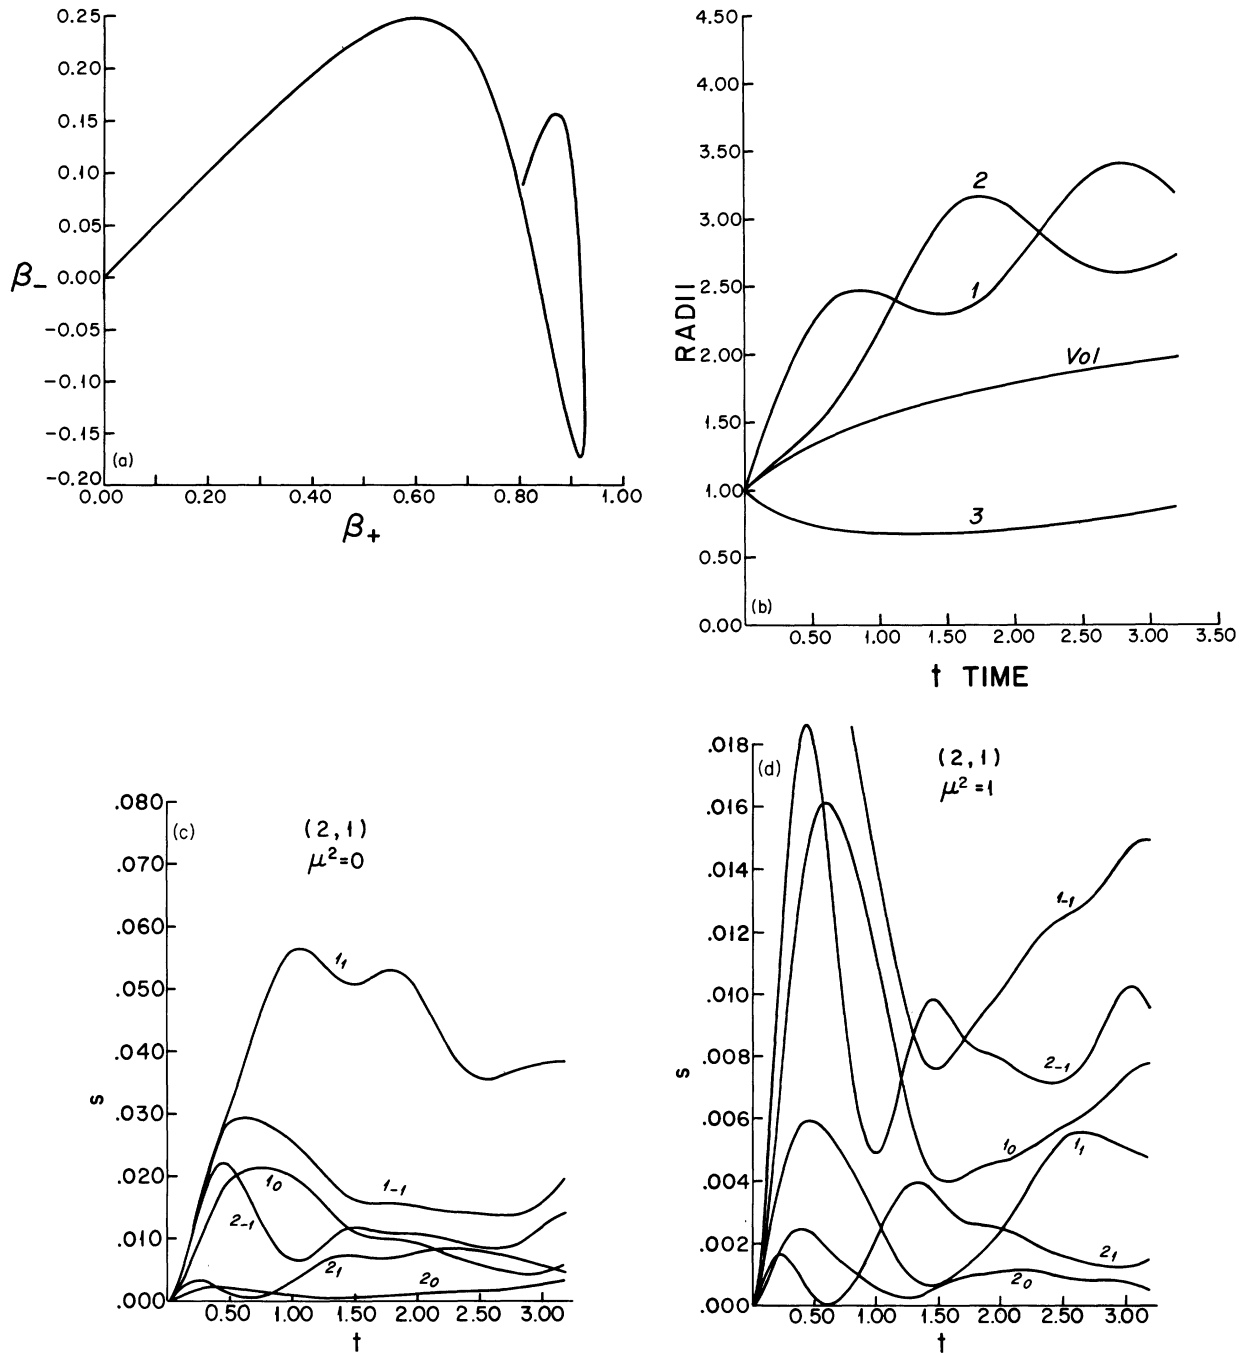 0.25
0.20
0.15
0.10
0.05
0.00
-0.05
-0.10
-0.15
-0.20
β₋
(a)
0.00 0.20 0.40 0.60 0.80 1.00
β₊
4.50
4.00
3.50
3.00
2.50
2.00
1.50
1.00
0.50
0.00
RADII
2
1
Vol
3
(b)
0.50 1.00 1.50 2.00 2.50 3.00 3.50
t TIME
.080
.070
.060
.050
.040
.030
.020
.010
.000
s
(c)
(2,1)
μ²=0
1₁
1₀
1₋₁
2₋₁
2₁
2₀
0.50 1.00 1.50 2.00 2.50 3.00
t
.018
.016
.014
.012
.010
.008
.006
.004
.002
.000
s
(d)
(2,1)
μ²=1
1₋₁
2₋₁
1₀
1₁
2₁
2₀
0.50 1.00 1.50 2.00 2.50 3.00
t